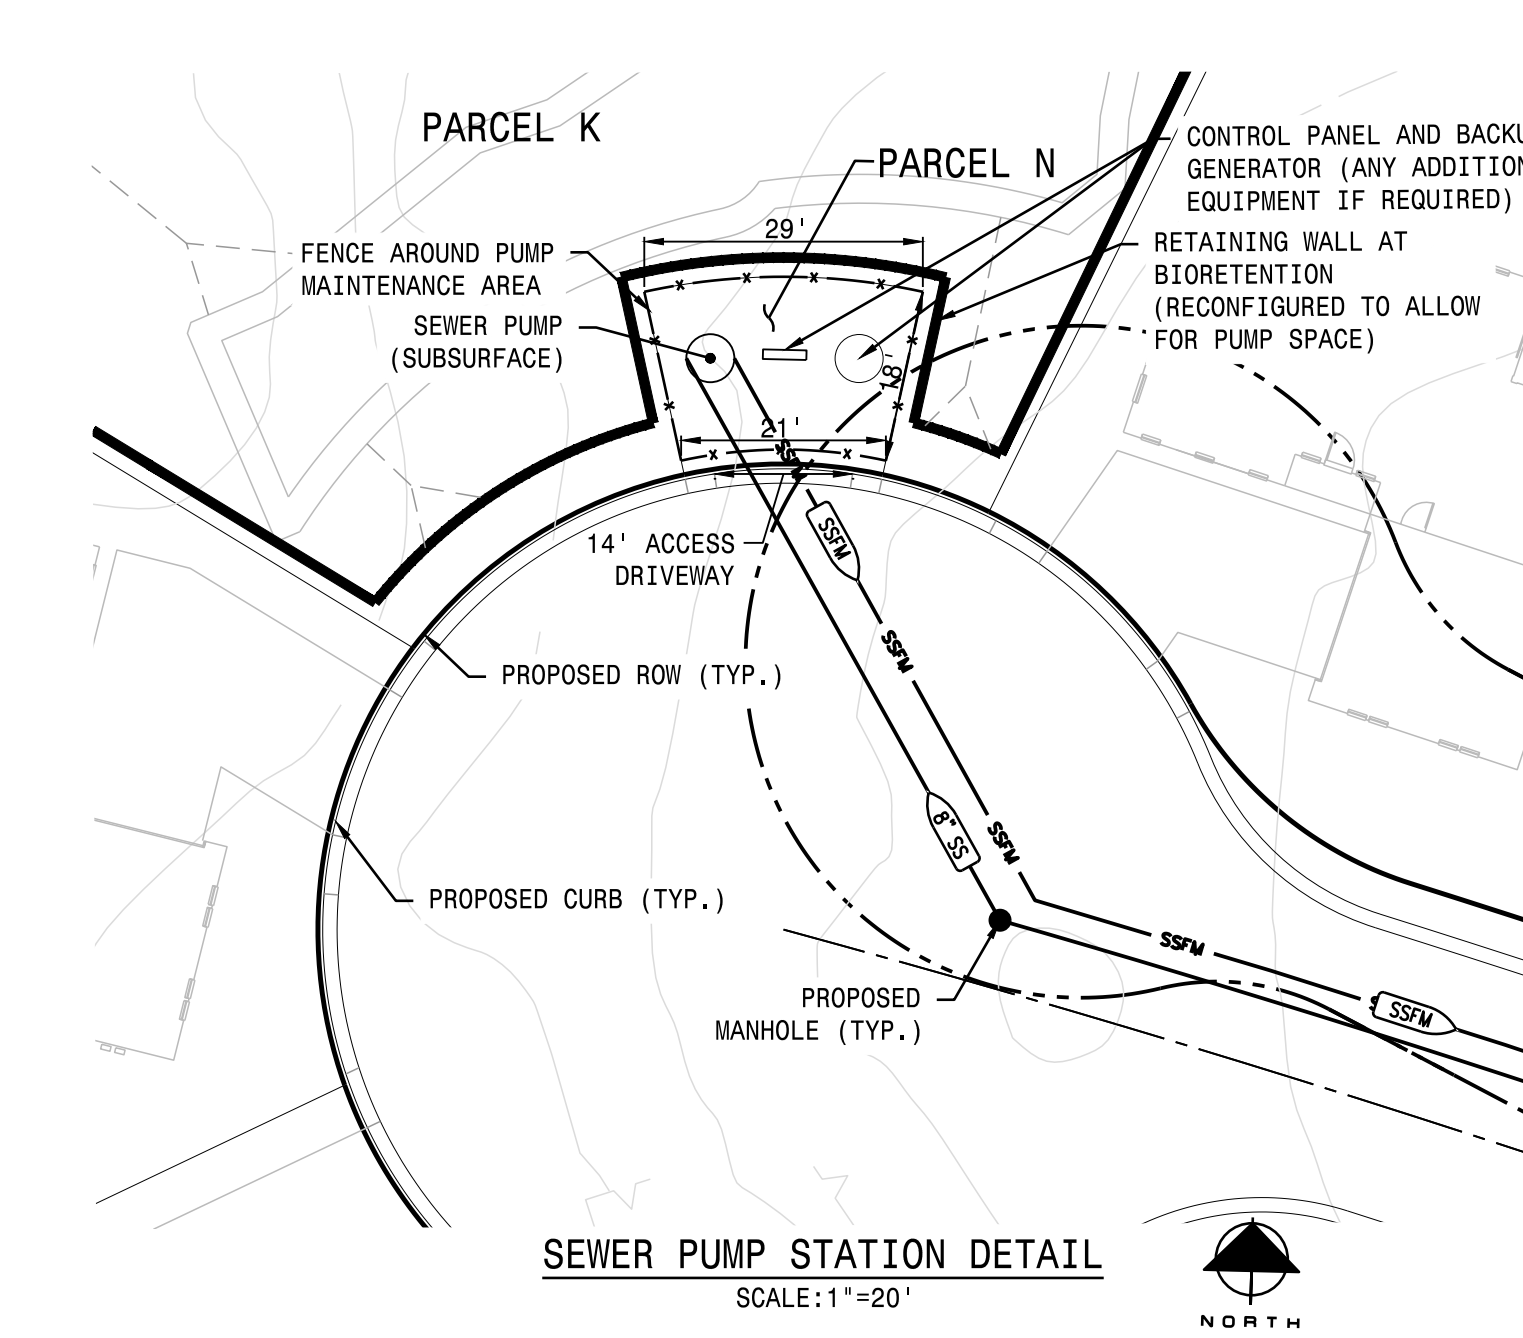 PARCEL K
PARCEL N
CONTROL PANEL AND BACKU
GENERATOR (ANY ADDITION
EQUIPMENT IF REQUIRED)
29'
FENCE AROUND PUMP
MAINTENANCE AREA
RETAINING WALL AT
BIORETENTION
(RECONFIGURED TO ALLOW
FOR PUMP SPACE)
SEWER PUMP
(SUBSURFACE)
18'
21'
SSFM
SSFM
14' ACCESS
DRIVEWAY
SSFM
PROPOSED ROW (TYP.)
8" SS
SSFM
PROPOSED CURB (TYP.)
SSFM
PROPOSED
MANHOLE (TYP.)
SSFM
SEWER PUMP STATION DETAIL
SCALE:1"=20'
NORTH